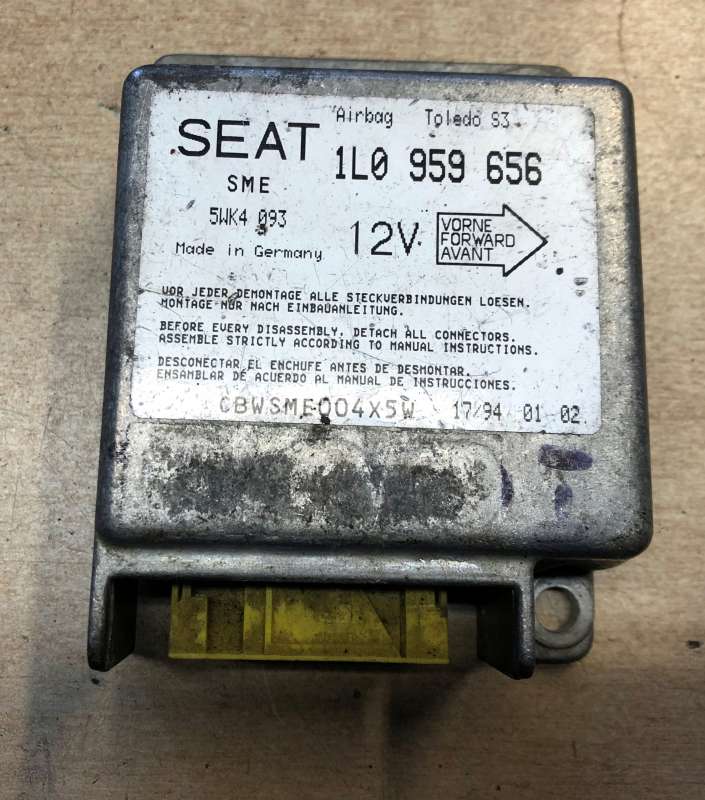 Airbag Toledo 93
SEAT 1L0 959 656
SME
5WK4 093
Made in Germany
12V
VORNE
FORWARD
AVANT
VOR JEDER DEMONTAGE ALLE STECKVERBINDUNGEN LOESEN.
MONTAGE NUR NACH EINBAUANLEITUNG.
BEFORE EVERY DISASSEMBLY, DETACH ALL CONNECTORS.
ASSEMBLE STRICTLY ACCORDING TO MANUAL INSTRUCTIONS.
DESCONECTAR EL ENCHUFE ANTES DE DESMONTAR.
ENSAMBLAR DE ACUERDO AL MANUAL DE INSTRUCCIONES.
CBWSME004X5W 17/94 01 02